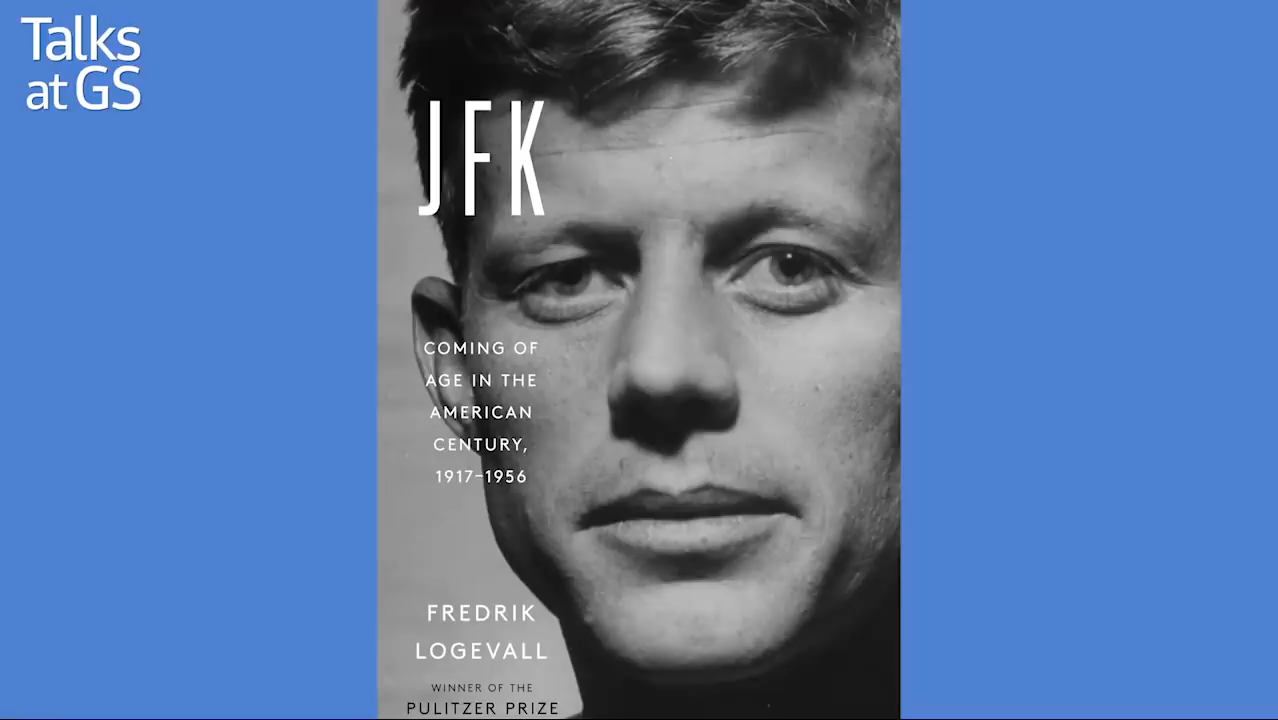 Talks
at GS
JFK
COMING OF
AGE IN THE
AMERICAN
CENTURY,
1917–1956
FREDRIK
LOGEVALL
WINNER OF THE
PULITZER PRIZE